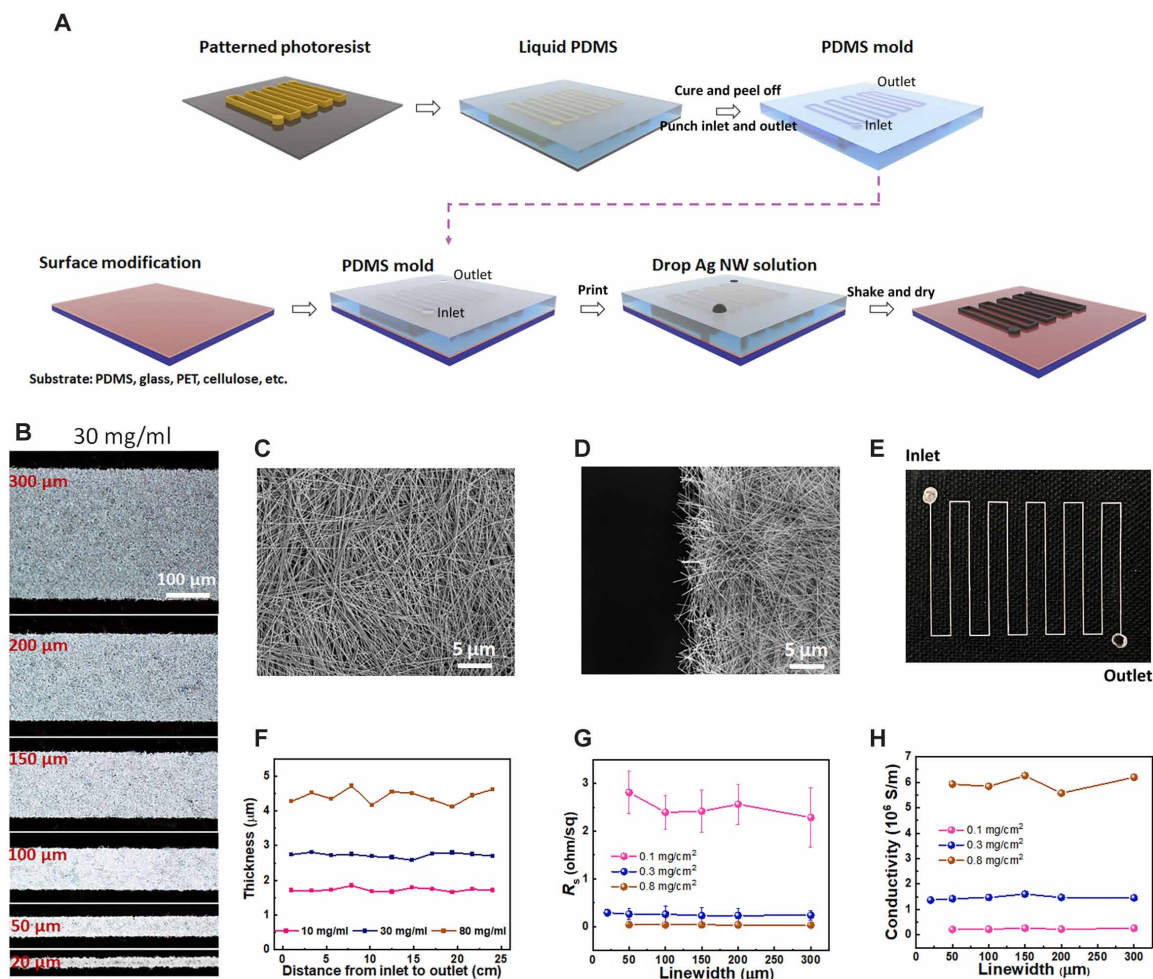 A
Patterned photoresist
Liquid PDMS
PDMS mold
Cure and peel off
Punch inlet and outlet
Outlet
Inlet
Surface modification
PDMS mold
Drop Ag NW solution
Outlet
Inlet
Print
Shake and dry
Substrate: PDMS, glass, PET, cellulose, etc.
B
30 mg/ml
300 μm
100 μm
200 μm
150 μm
100 μm
50 μm
20 μm
C
5 μm
D
5 μm
E
Inlet
Outlet
F
Thickness (μm)
5
4
3
2
1
0
10 mg/ml
30 mg/ml
80 mg/ml
0 5 10 15 20 25
Distance from inlet to outlet (cm)
G
Rs (ohm/sq)
3
2
1
0
0.1 mg/cm²
0.3 mg/cm²
0.8 mg/cm²
0 50 100 150 200 250 300
Linewidth (μm)
H
Conductivity (10⁶ S/m)
7
6
5
4
3
2
1
0
0.1 mg/cm²
0.3 mg/cm²
0.8 mg/cm²
0 50 100 150 200 250 300
Linewidth (μm)